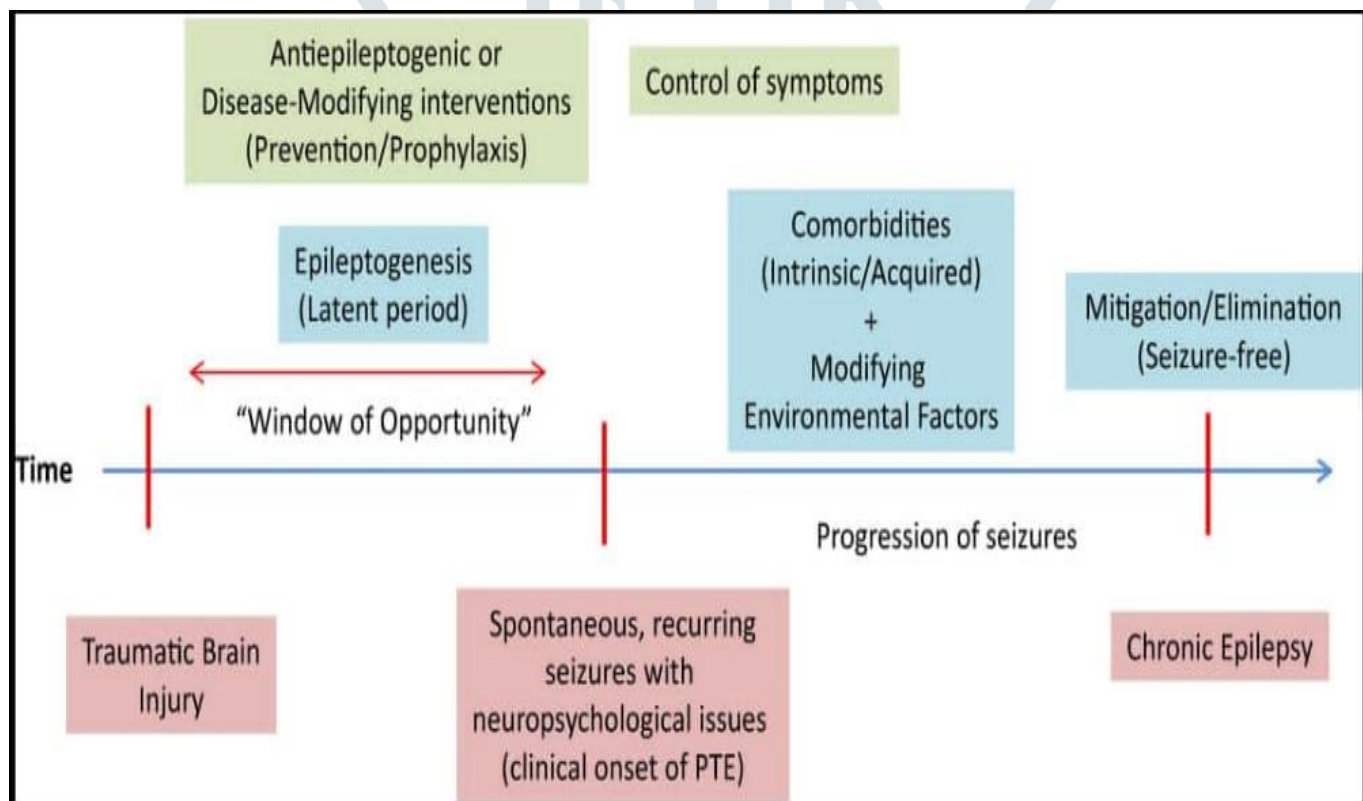 Antiepileptogenic or
Disease-Modifying interventions
(Prevention/Prophylaxis)
Control of symptoms
Epileptogenesis
(Latent period)
Comorbidities
(Intrinsic/Acquired)
+
Modifying
Environmental Factors
Mitigation/Elimination
(Seizure-free)
“Window of Opportunity”
Time
Progression of seizures
Traumatic Brain
Injury
Spontaneous, recurring
seizures with
neuropsychological issues
(clinical onset of PTE)
Chronic Epilepsy